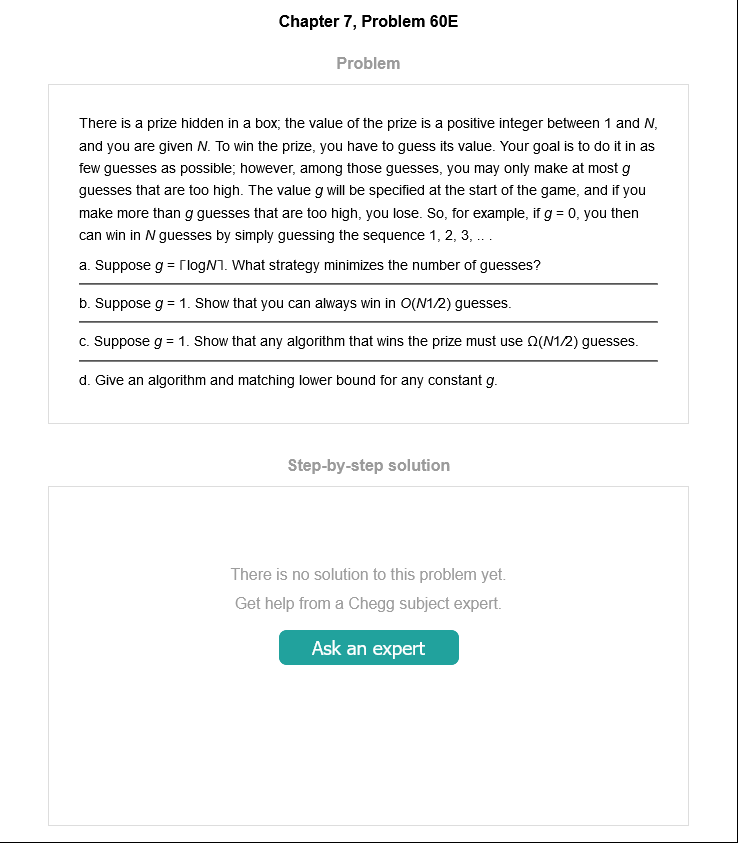 Chapter 7, Problem 60E
Problem
There is a prize hidden in a box; the value of the prize is a positive integer between 1 and N,
and you are given N. To win the prize, you have to guess its value. Your goal is to do it in as
few guesses as possible; however, among those guesses, you may only make at most g
guesses that are too high. The value g will be specified at the start of the game, and if you
make more than g guesses that are too high, you lose. So, for example, if g = 0, you then
can win in N guesses by simply guessing the sequence 1, 2, 3, .. .
a. Suppose g = ⌈logN⌉. What strategy minimizes the number of guesses?
b. Suppose g = 1. Show that you can always win in O(N1/2) guesses.
c. Suppose g = 1. Show that any algorithm that wins the prize must use Ω(N1/2) guesses.
d. Give an algorithm and matching lower bound for any constant g.
Step-by-step solution
There is no solution to this problem yet.
Get help from a Chegg subject expert.
Ask an expert